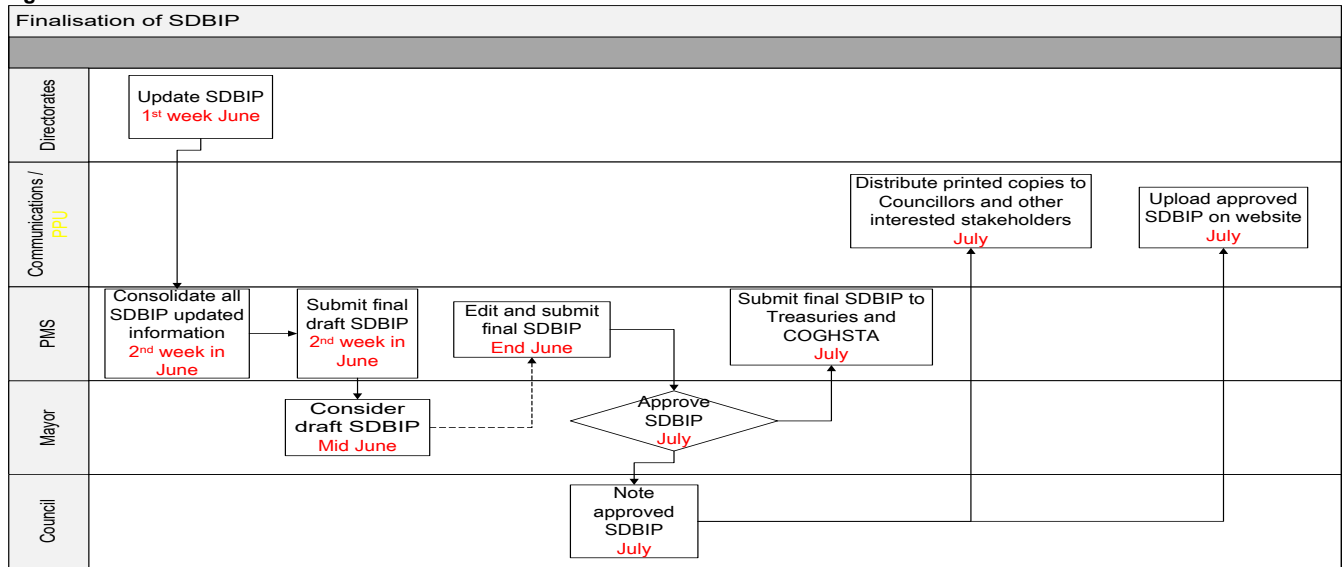 Finalisation of SDBIP
Directorates
Update SDBIP
1st week June
Communications /
PPU
Distribute printed copies to
Councillors and other
interested stakeholders
July
Upload approved
SDBIP on website
July
PMS
Consolidate all
SDBIP updated
information
2nd week in
June
Submit final
draft SDBIP
2nd week in
June
Edit and submit
final SDBIP
End June
Submit final SDBIP to
Treasuries and
COGHSTA
July
Mayor
Consider
draft SDBIP
Mid June
Approve
SDBIP
July
Council
Note
approved
SDBIP
July